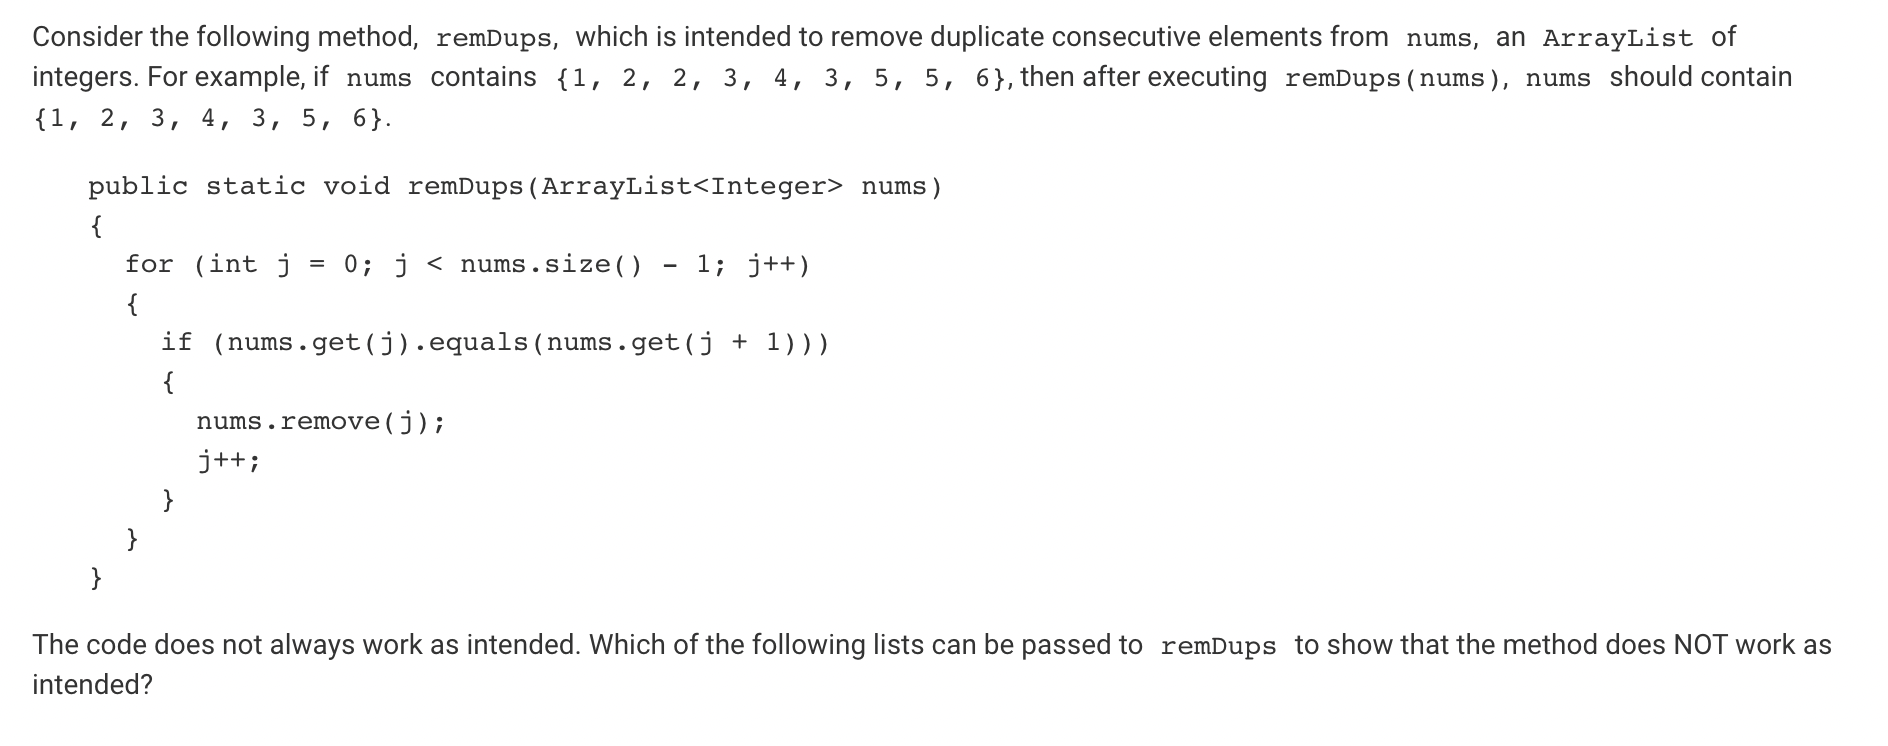 Consider the following method, remDups, which is intended to remove duplicate consecutive elements from nums, an ArrayList of
integers. For example, if nums contains {1, 2, 2, 3, 4, 3, 5, 5, 6}, then after executing remDups(nums), nums should contain
{1, 2, 3, 4, 3, 5, 6}.
public static void remDups(ArrayList<Integer> nums)
{
for (int j = 0; j < nums.size() - 1; j++)
{
if (nums.get(j).equals(nums.get(j + 1)))
{
nums.remove(j);
j++;
}
}
}
The code does not always work as intended. Which of the following lists can be passed to remDups to show that the method does NOT work as
intended?